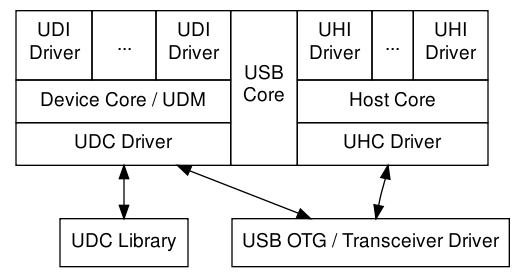 UDI
Driver
...
UDI
Driver
USB
Core
UHI
Driver
...
UHI
Driver
Device Core / UDM
Host Core
UDC Driver
UHC Driver
UDC Library
USB OTG / Transceiver Driver